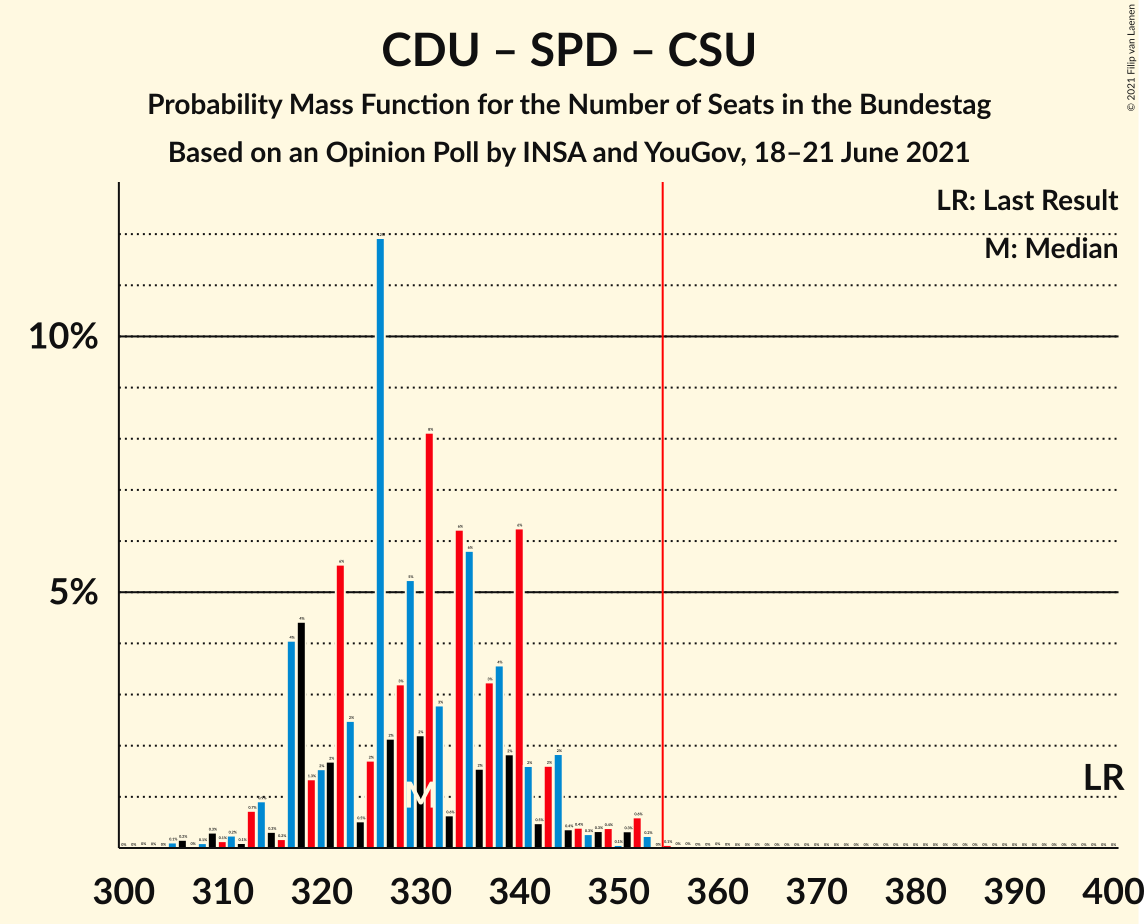 CDU – SPD – CSU
Probability Mass Function for the Number of Seats in the Bundestag
Based on an Opinion Poll by INSA and YouGov, 18–21 June 2021
© 2021 Filip van Laenen
LR: Last Result
M: Median
10%
5%
M
LR
300 310 320 330 340 350 360 370 380 390 400